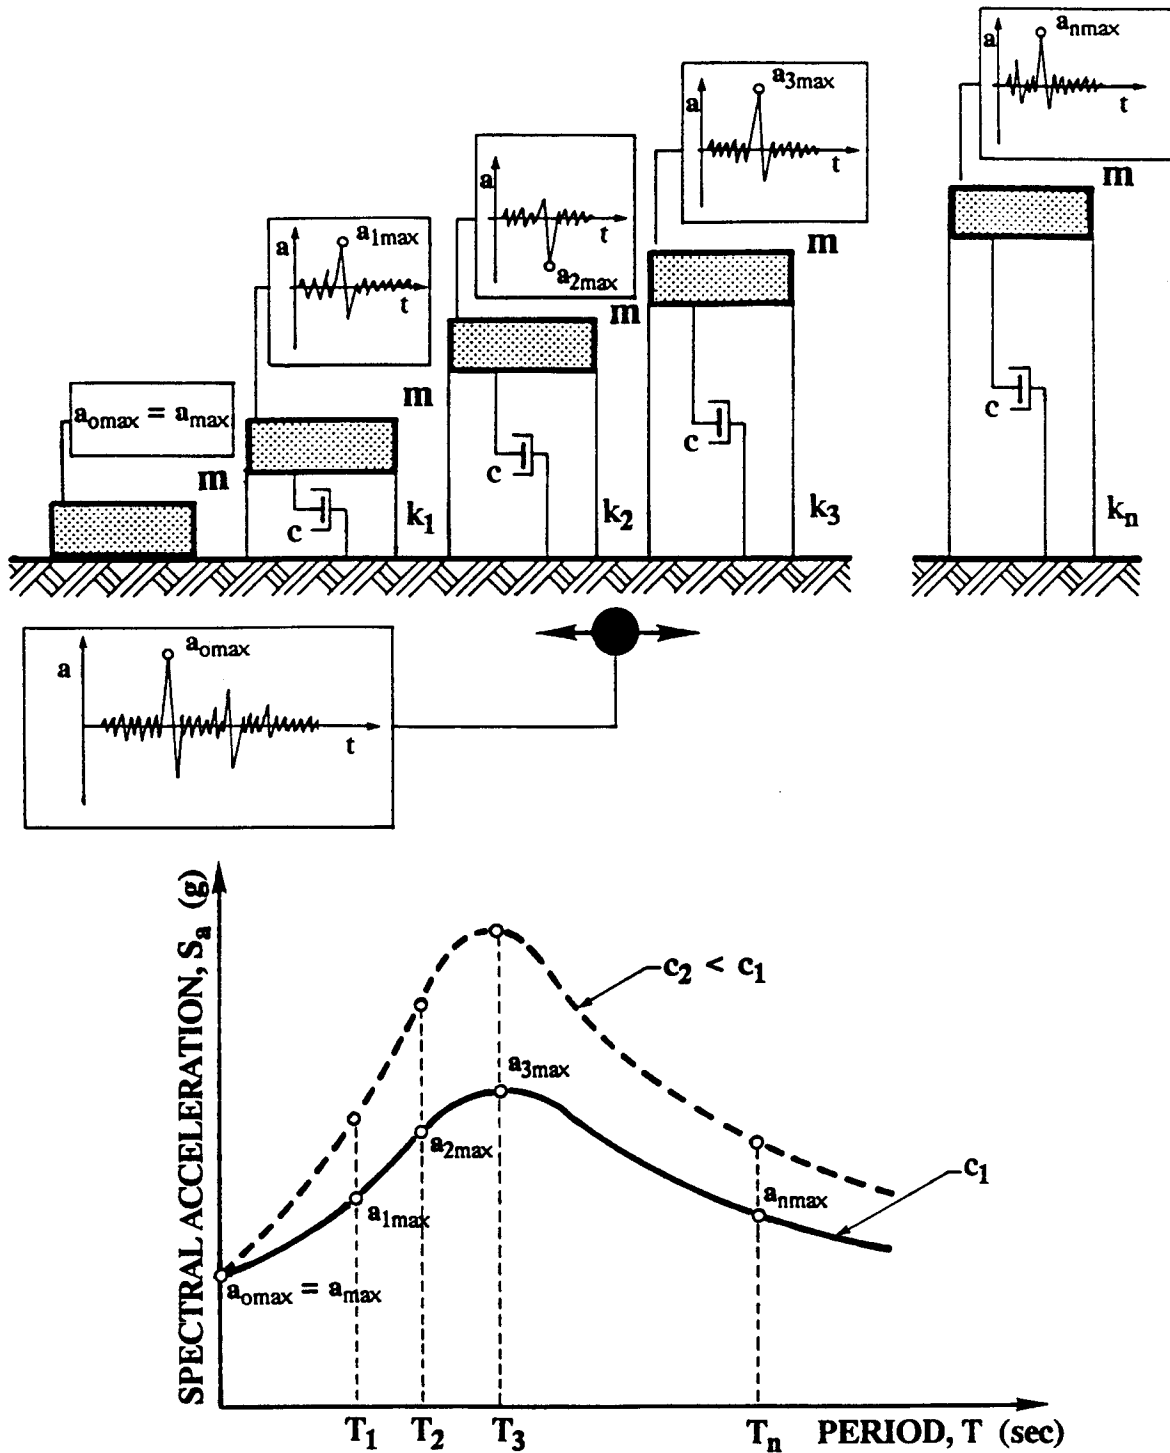 a
a_nmax
t
m
a
a_3max
t
m
a
t
a_2max
m
a
a_1max
t
m
a_omax = a_max
m
c
k_1
c
k_2
c
k_3
c
k_n
a
a_omax
t
SPECTRAL ACCELERATION, S_a (g)
c_2 < c_1
a_3max
a_2max
a_1max
a_nmax
c_1
a_omax = a_max
T_1 T_2 T_3 T_n PERIOD, T (sec)